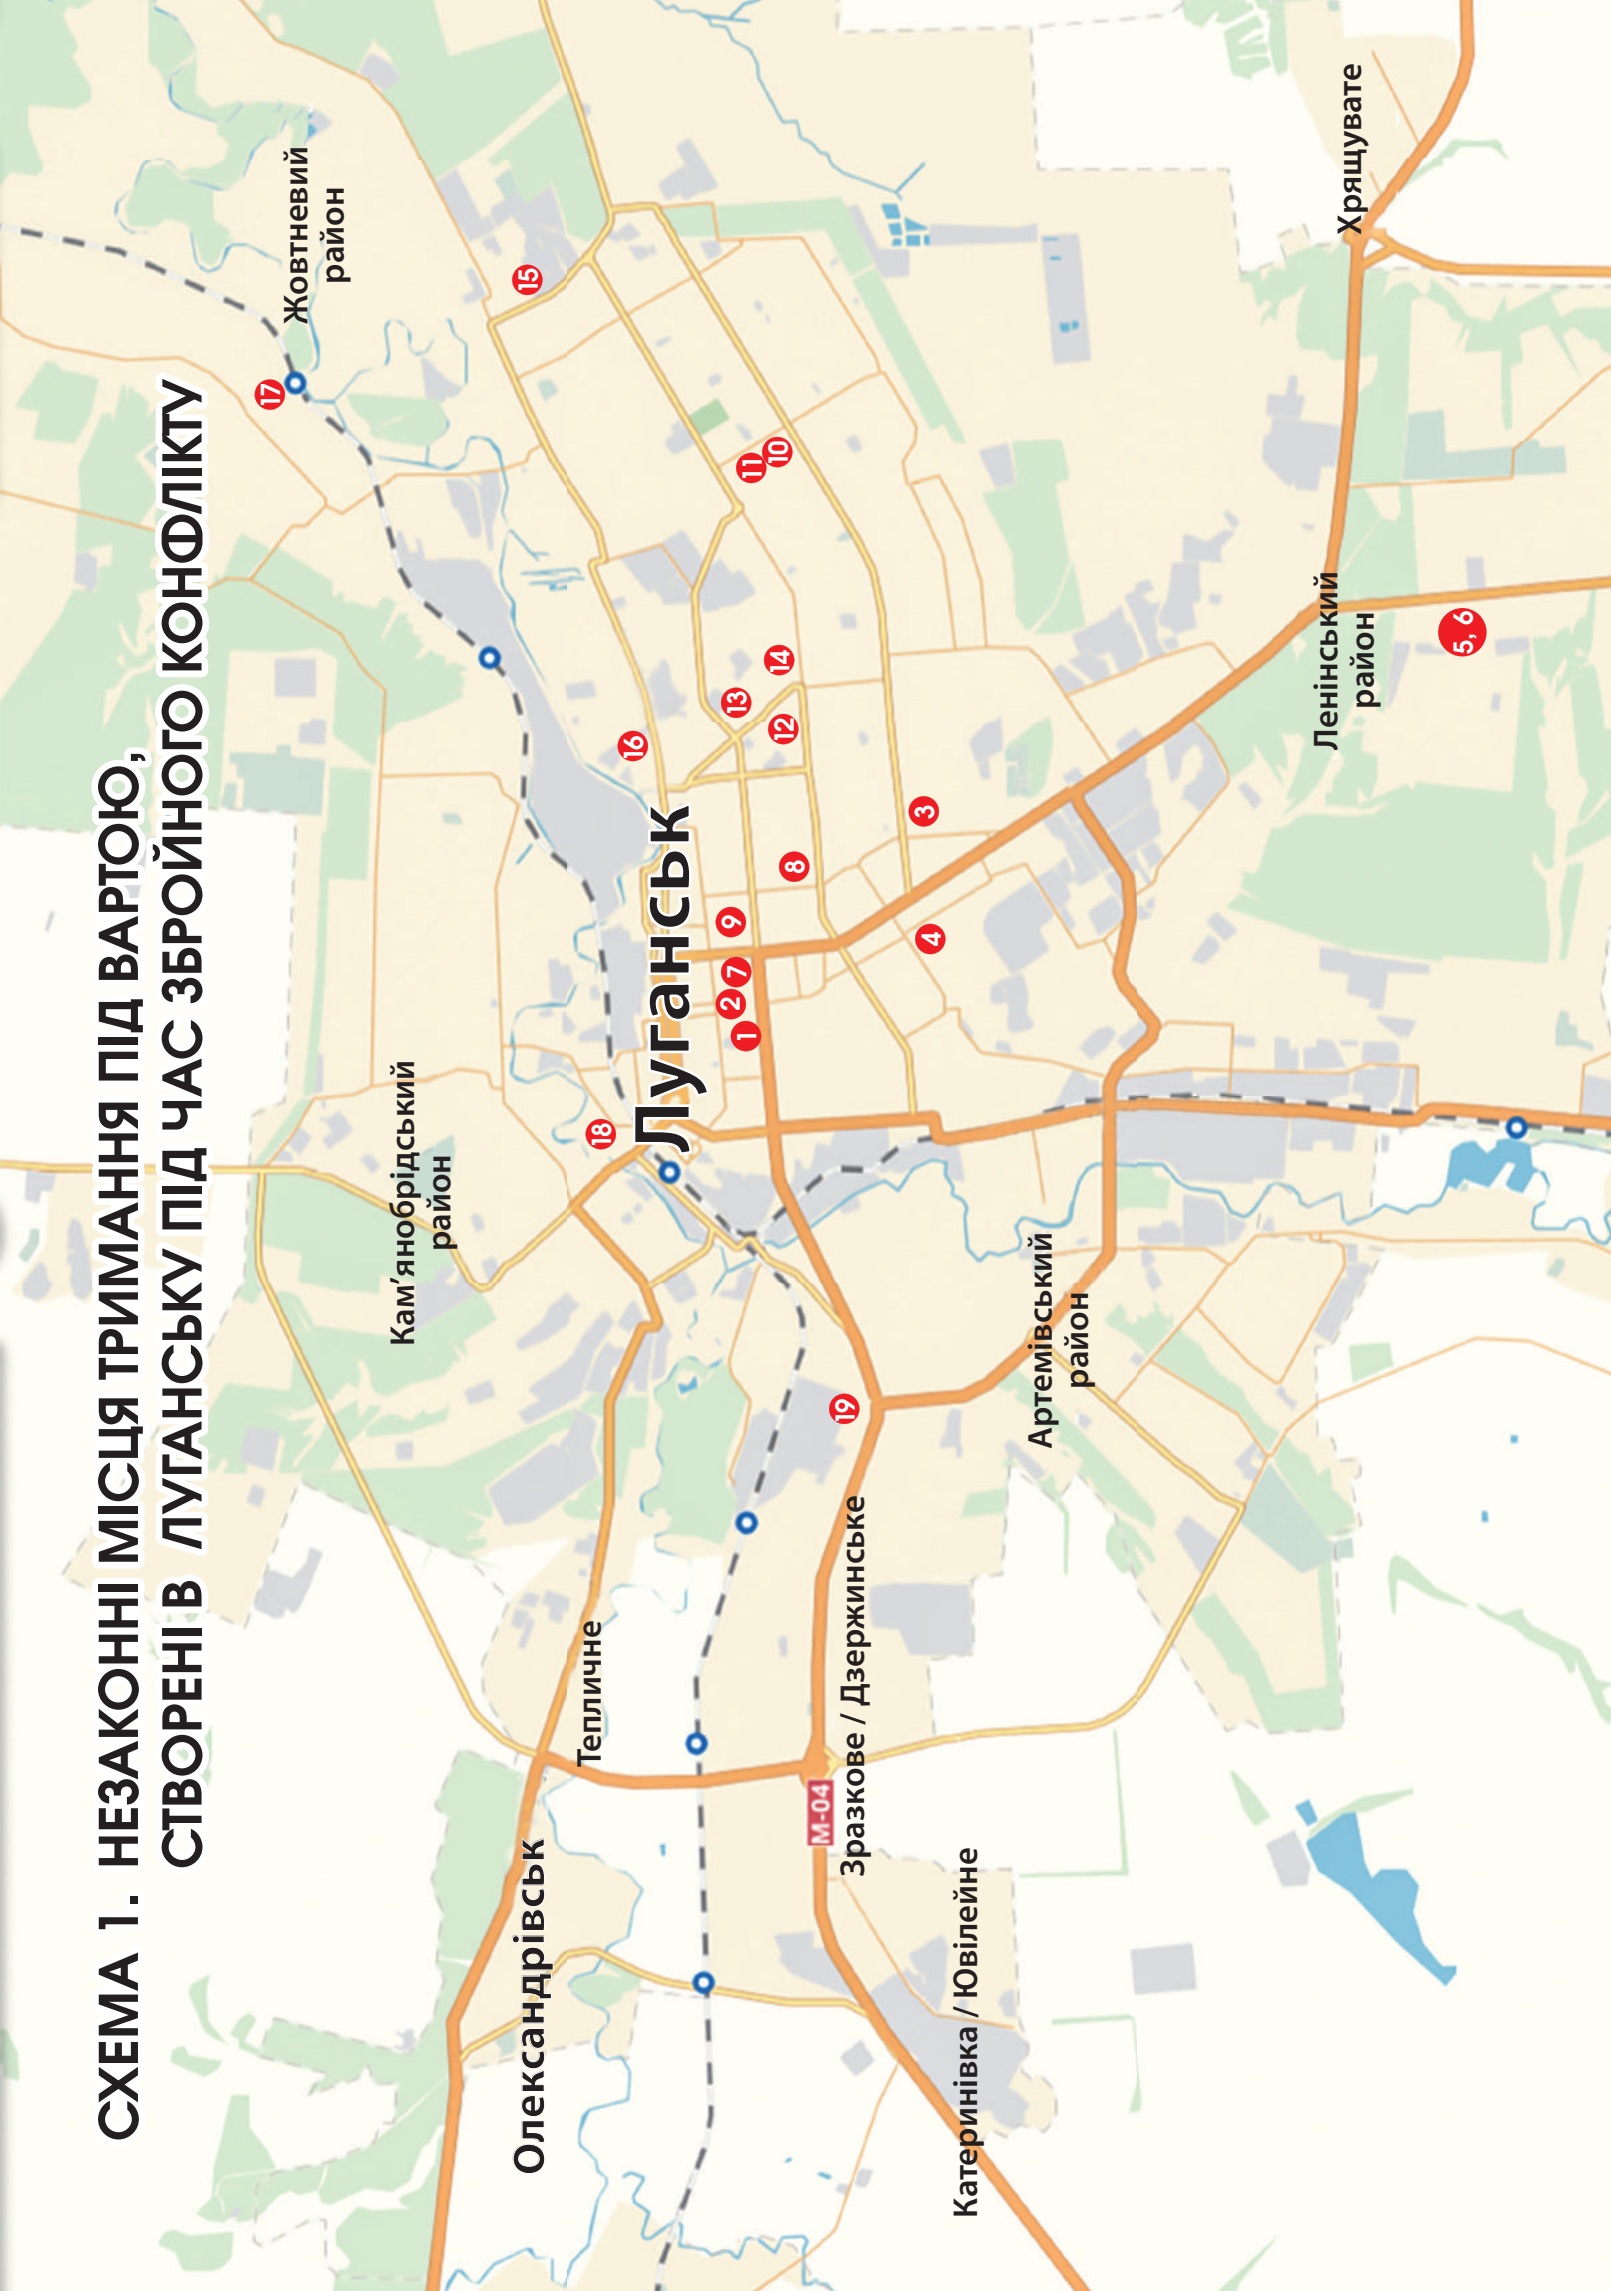 СХЕМА 1. НЕЗАКОННІ МІСЦЯ ТРИМАННЯ ПІД ВАРТОЮ,
СТВОРЕНІ В ЛУГАНСЬКУ ПІД ЧАС ЗБРОЙНОГО КОНФЛІКТУ
17
Жовтневий
район
Кам’янобрідський
район
15
Олександрівськ
Тепличне
18
16
Луганськ
1
2
7
9
13
11
10
14
12
8
М-04
Зразкове / Дзержинське
19
4
3
Катеринівка / Ювілейне
Артемівський
район
Ленінський
район
Хрящувате
5, 6